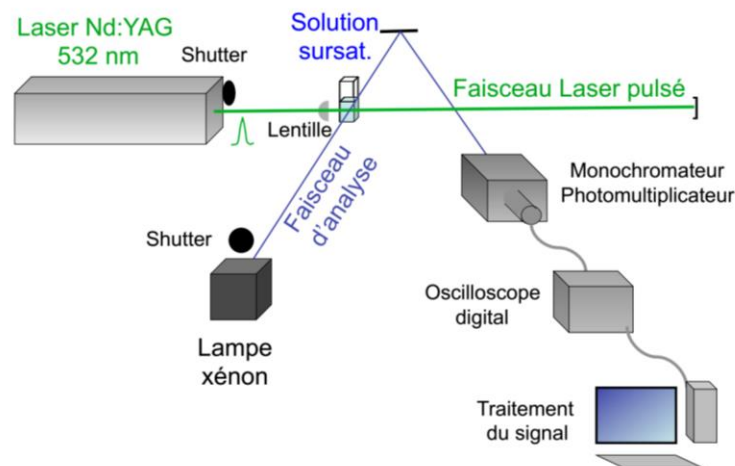 Laser Nd:YAG
532 nm
Shutter
Solution
sursat.
Faisceau Laser pulsé
Lentille
Faisceau
d'analyse
Monochromateur
Photomultiplicateur
Shutter
Oscilloscope
digital
Lampe
xénon
Traitement
du signal